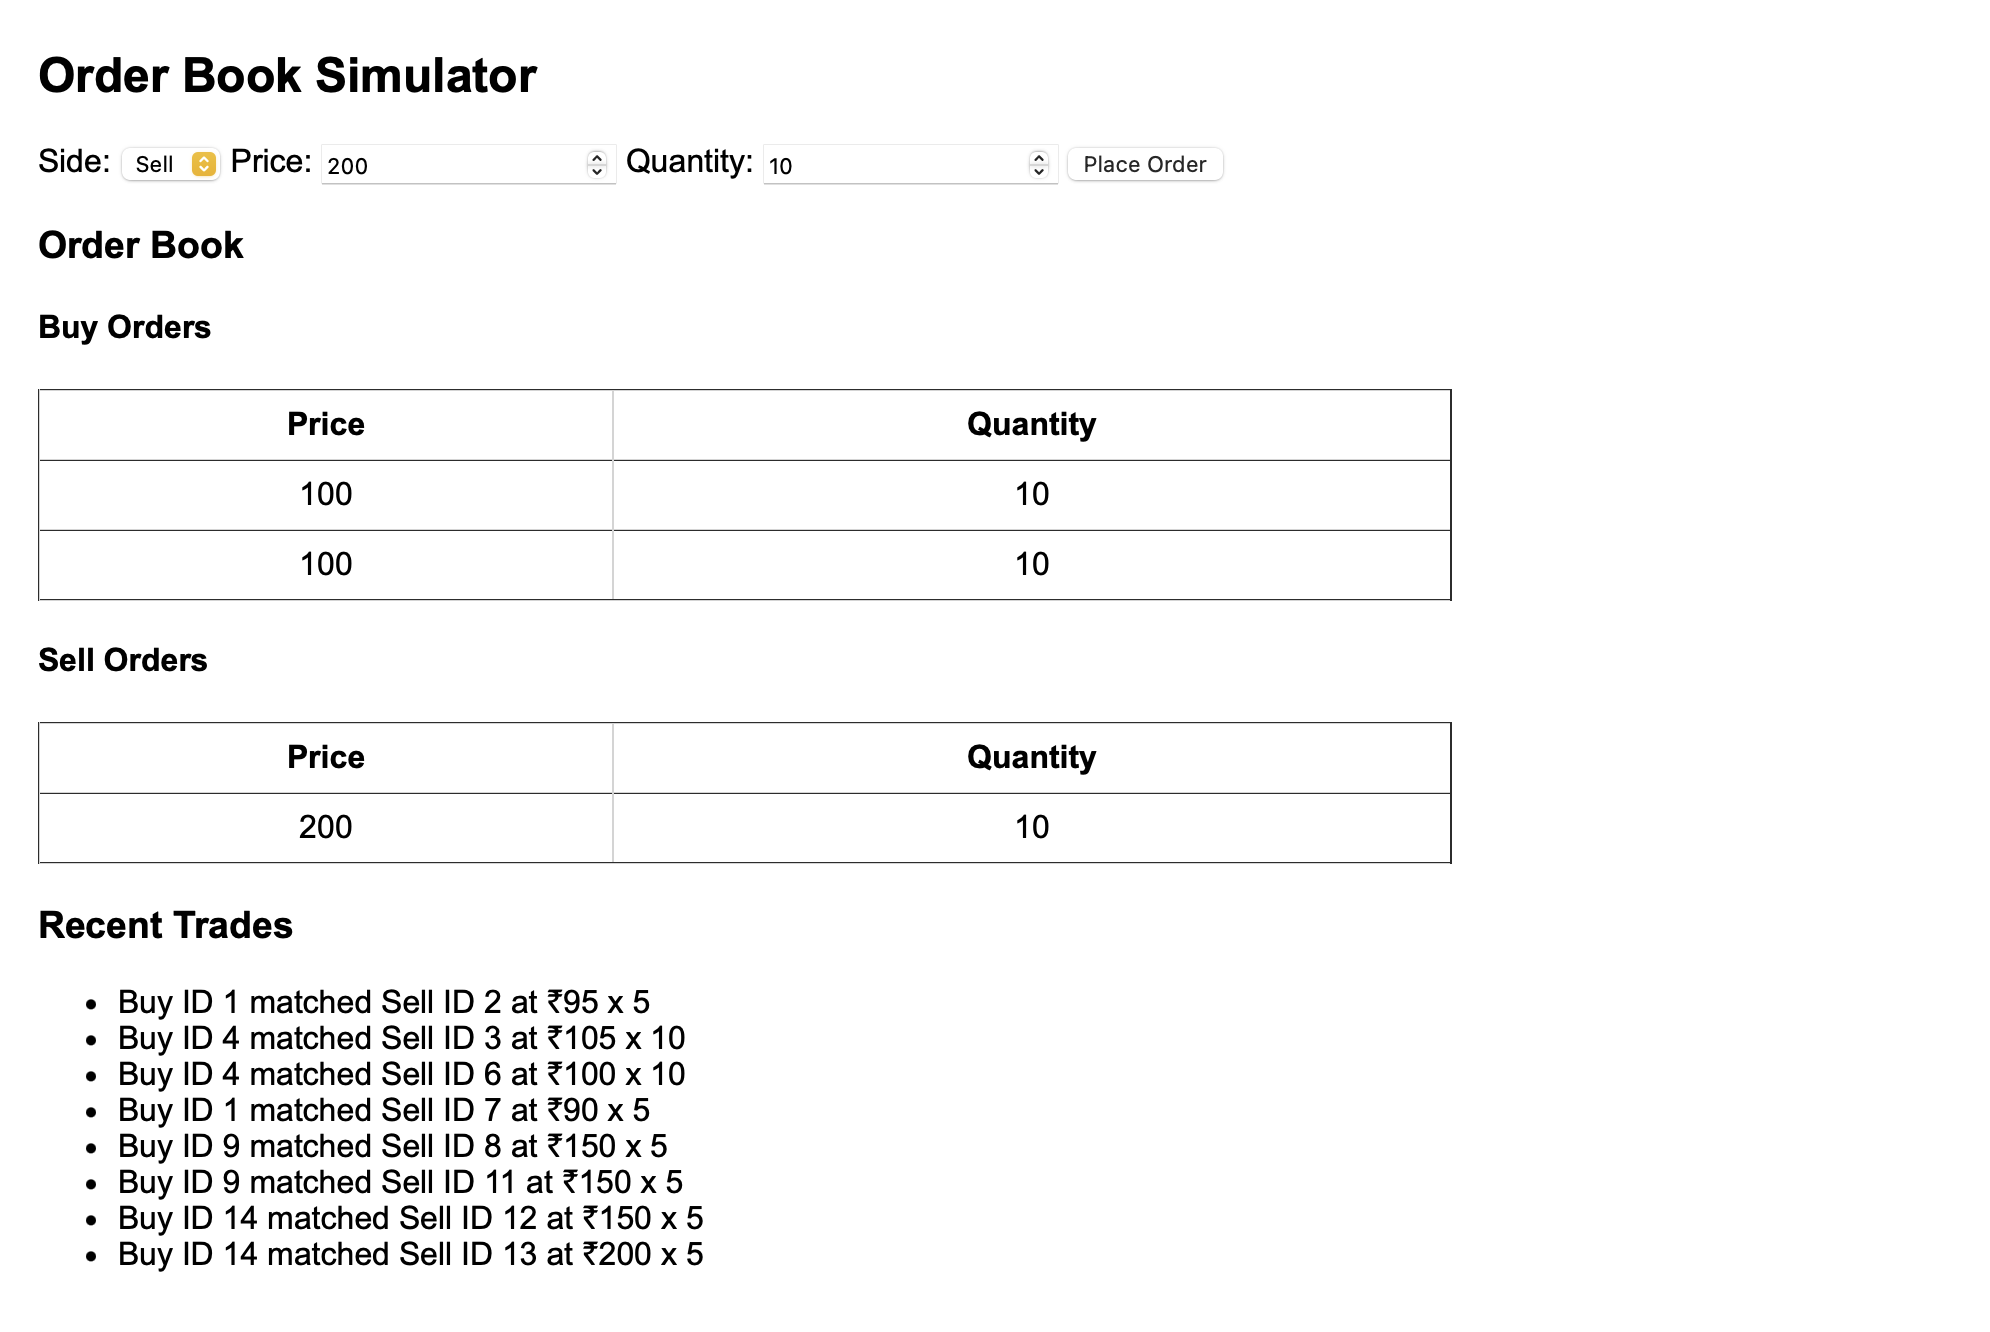 Order Book Simulator
Side: Sell Price: 200 Quantity: 10 Place Order
Order Book
Buy Orders
Price Quantity
100 10
100 10
Sell Orders
Price Quantity
200 10
Recent Trades
• Buy ID 1 matched Sell ID 2 at ₹95 x 5
• Buy ID 4 matched Sell ID 3 at ₹105 x 10
• Buy ID 4 matched Sell ID 6 at ₹100 x 10
• Buy ID 1 matched Sell ID 7 at ₹90 x 5
• Buy ID 9 matched Sell ID 8 at ₹150 x 5
• Buy ID 9 matched Sell ID 11 at ₹150 x 5
• Buy ID 14 matched Sell ID 12 at ₹150 x 5
• Buy ID 14 matched Sell ID 13 at ₹200 x 5